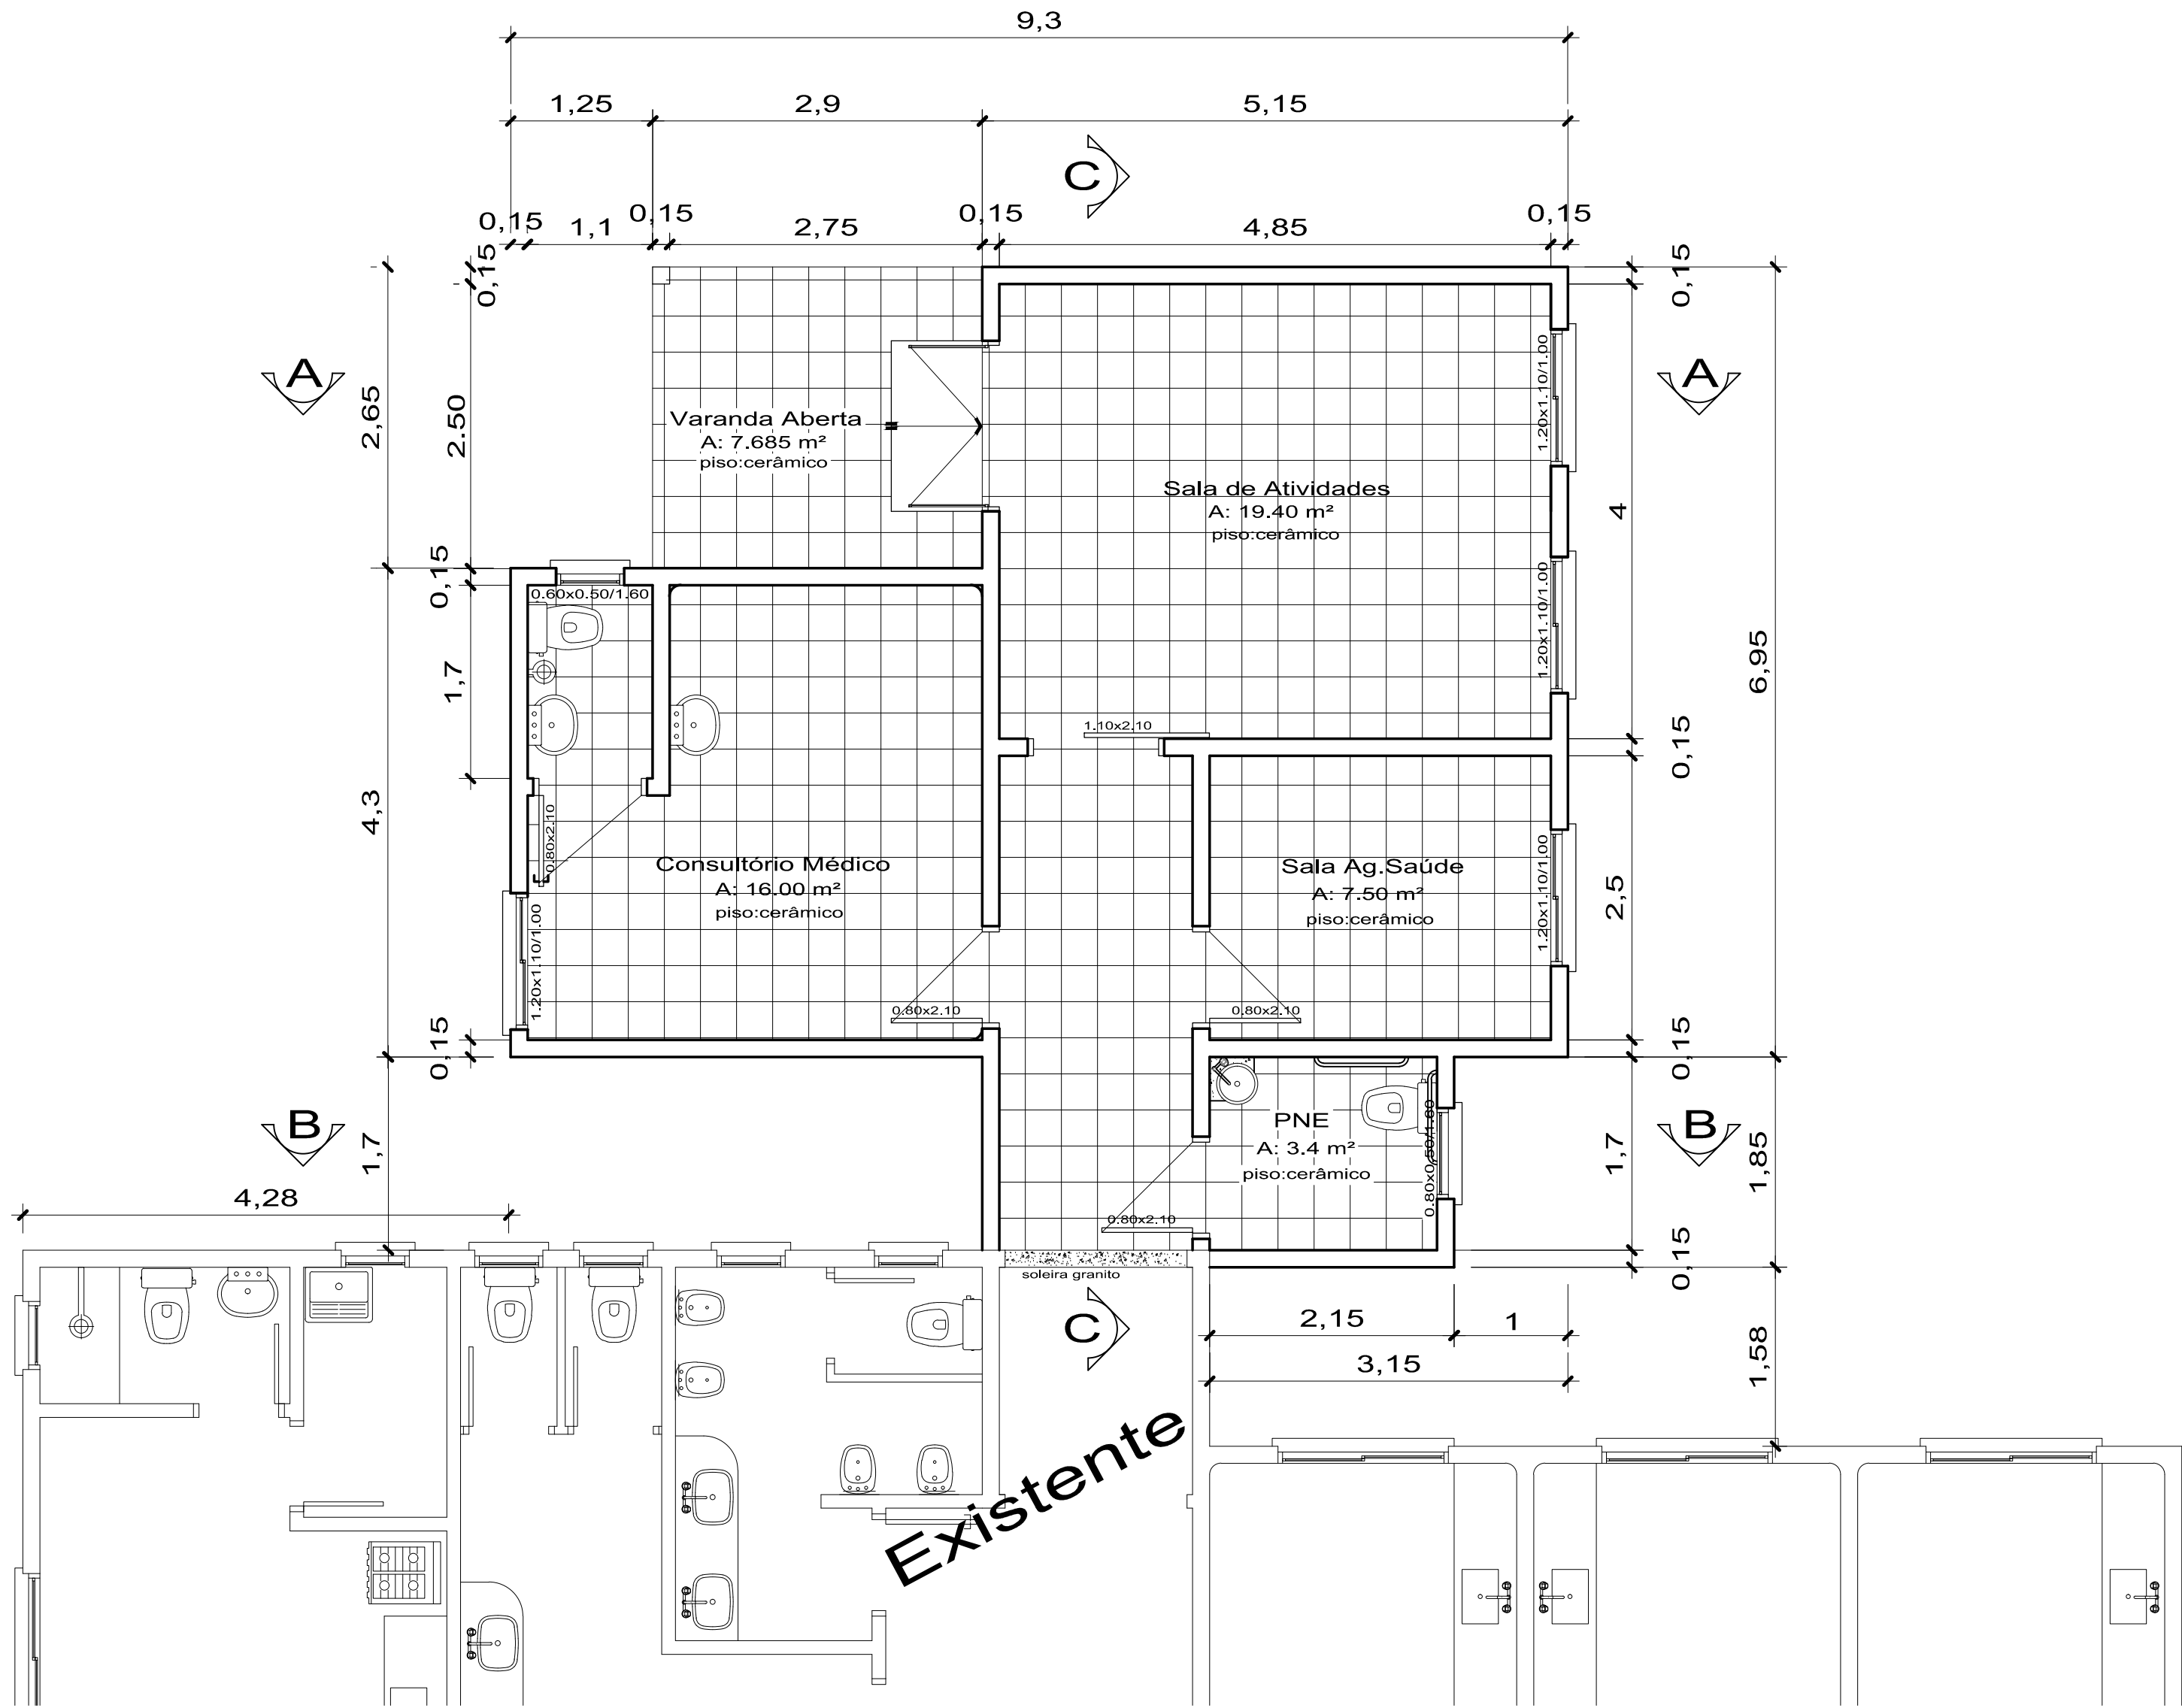 9,3
1,25
2,9
5,15
C
0,15
1,1
0,15
2,75
0,15
4,85
0,15
0,15
0,15
2,65
2.50
A
A
1.20x1.10/1.00
Varanda Aberta
A: 7.685 m²
piso:cerâmico
Sala de Atividades
A: 19.40 m²
piso:cerâmico
4
0,15
0.60x0.50/1.60
1.20x1.10/1.00
1,7
6,95
1.10x2.10
0,15
4,3
0.80x2.10
Consultório Médico
A: 16.00 m²
piso:cerâmico
Sala Ag.Saúde
A: 7.50 m²
piso:cerâmico
1.20x1.10/1.00
2,5
1.20x1.10/1.00
0.80x2.10
0.80x2.10
0,15
0,15
B
B
1,7
PNE
A: 3.4 m²
piso:cerâmico
0.80x0.50/1.60
1,7
1,85
4,28
0.80x2.10
0,15
soleira granito
C
2,15
1
3,15
1,58
Existente